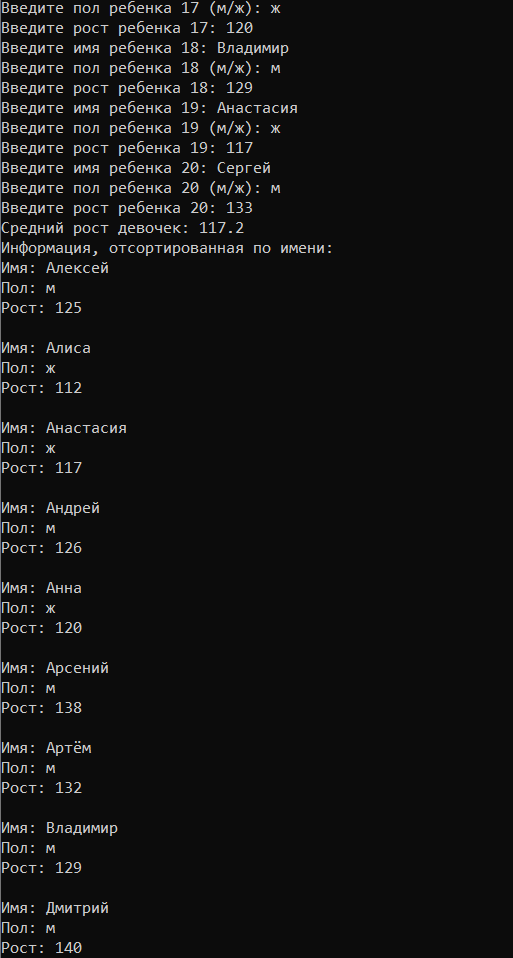 Введите пол ребенка 17 (м/ж): ж
Введите рост ребенка 17: 120
Введите имя ребенка 18: Владимир
Введите пол ребенка 18 (м/ж): м
Введите рост ребенка 18: 129
Введите имя ребенка 19: Анастасия
Введите пол ребенка 19 (м/ж): ж
Введите рост ребенка 19: 117
Введите имя ребенка 20: Сергей
Введите пол ребенка 20 (м/ж): м
Введите рост ребенка 20: 133
Средний рост девочек: 117.2
Информация, отсортированная по имени:
Имя: Алексей
Пол: м
Рост: 125
Имя: Алиса
Пол: ж
Рост: 112
Имя: Анастасия
Пол: ж
Рост: 117
Имя: Андрей
Пол: м
Рост: 126
Имя: Анна
Пол: ж
Рост: 120
Имя: Арсений
Пол: м
Рост: 138
Имя: Артём
Пол: м
Рост: 132
Имя: Владимир
Пол: м
Рост: 129
Имя: Дмитрий
Пол: м
Рост: 140